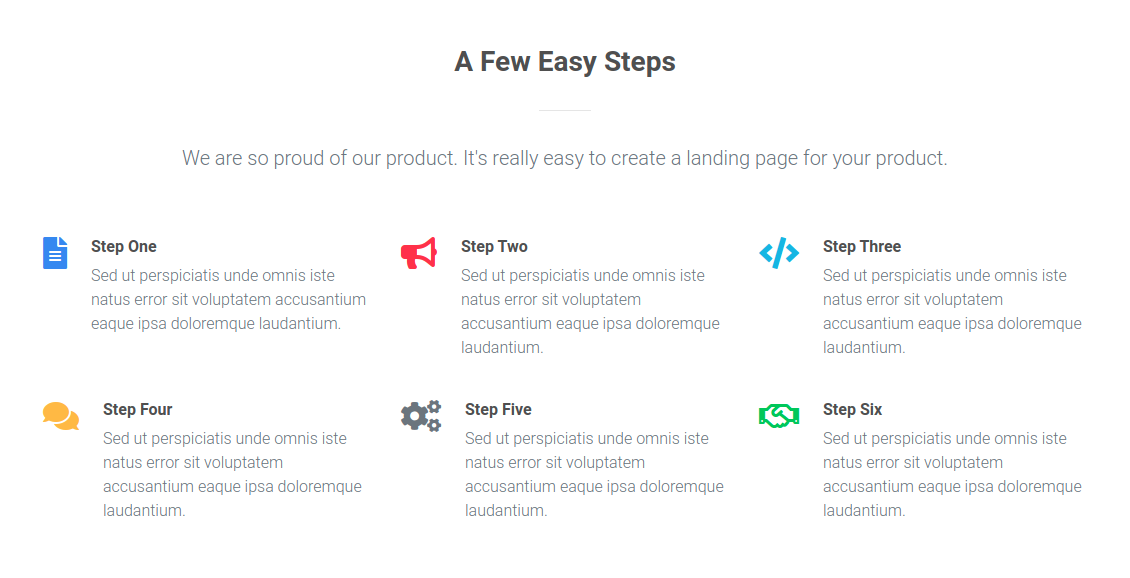 A Few Easy Steps
We are so proud of our product. It's really easy to create a landing page for your product.
Step One
Sed ut perspiciatis unde omnis iste
natus error sit voluptatem accusantium
eaque ipsa doloremque laudantium.
Step Two
Sed ut perspiciatis unde omnis iste
natus error sit voluptatem
accusantium eaque ipsa doloremque
laudantium.
Step Three
Sed ut perspiciatis unde omnis iste
natus error sit voluptatem
accusantium eaque ipsa doloremque
laudantium.
Step Four
Sed ut perspiciatis unde omnis iste
natus error sit voluptatem
accusantium eaque ipsa doloremque
laudantium.
Step Five
Sed ut perspiciatis unde omnis iste
natus error sit voluptatem
accusantium eaque ipsa doloremque
laudantium.
Step Six
Sed ut perspiciatis unde omnis iste
natus error sit voluptatem
accusantium eaque ipsa doloremque
laudantium.